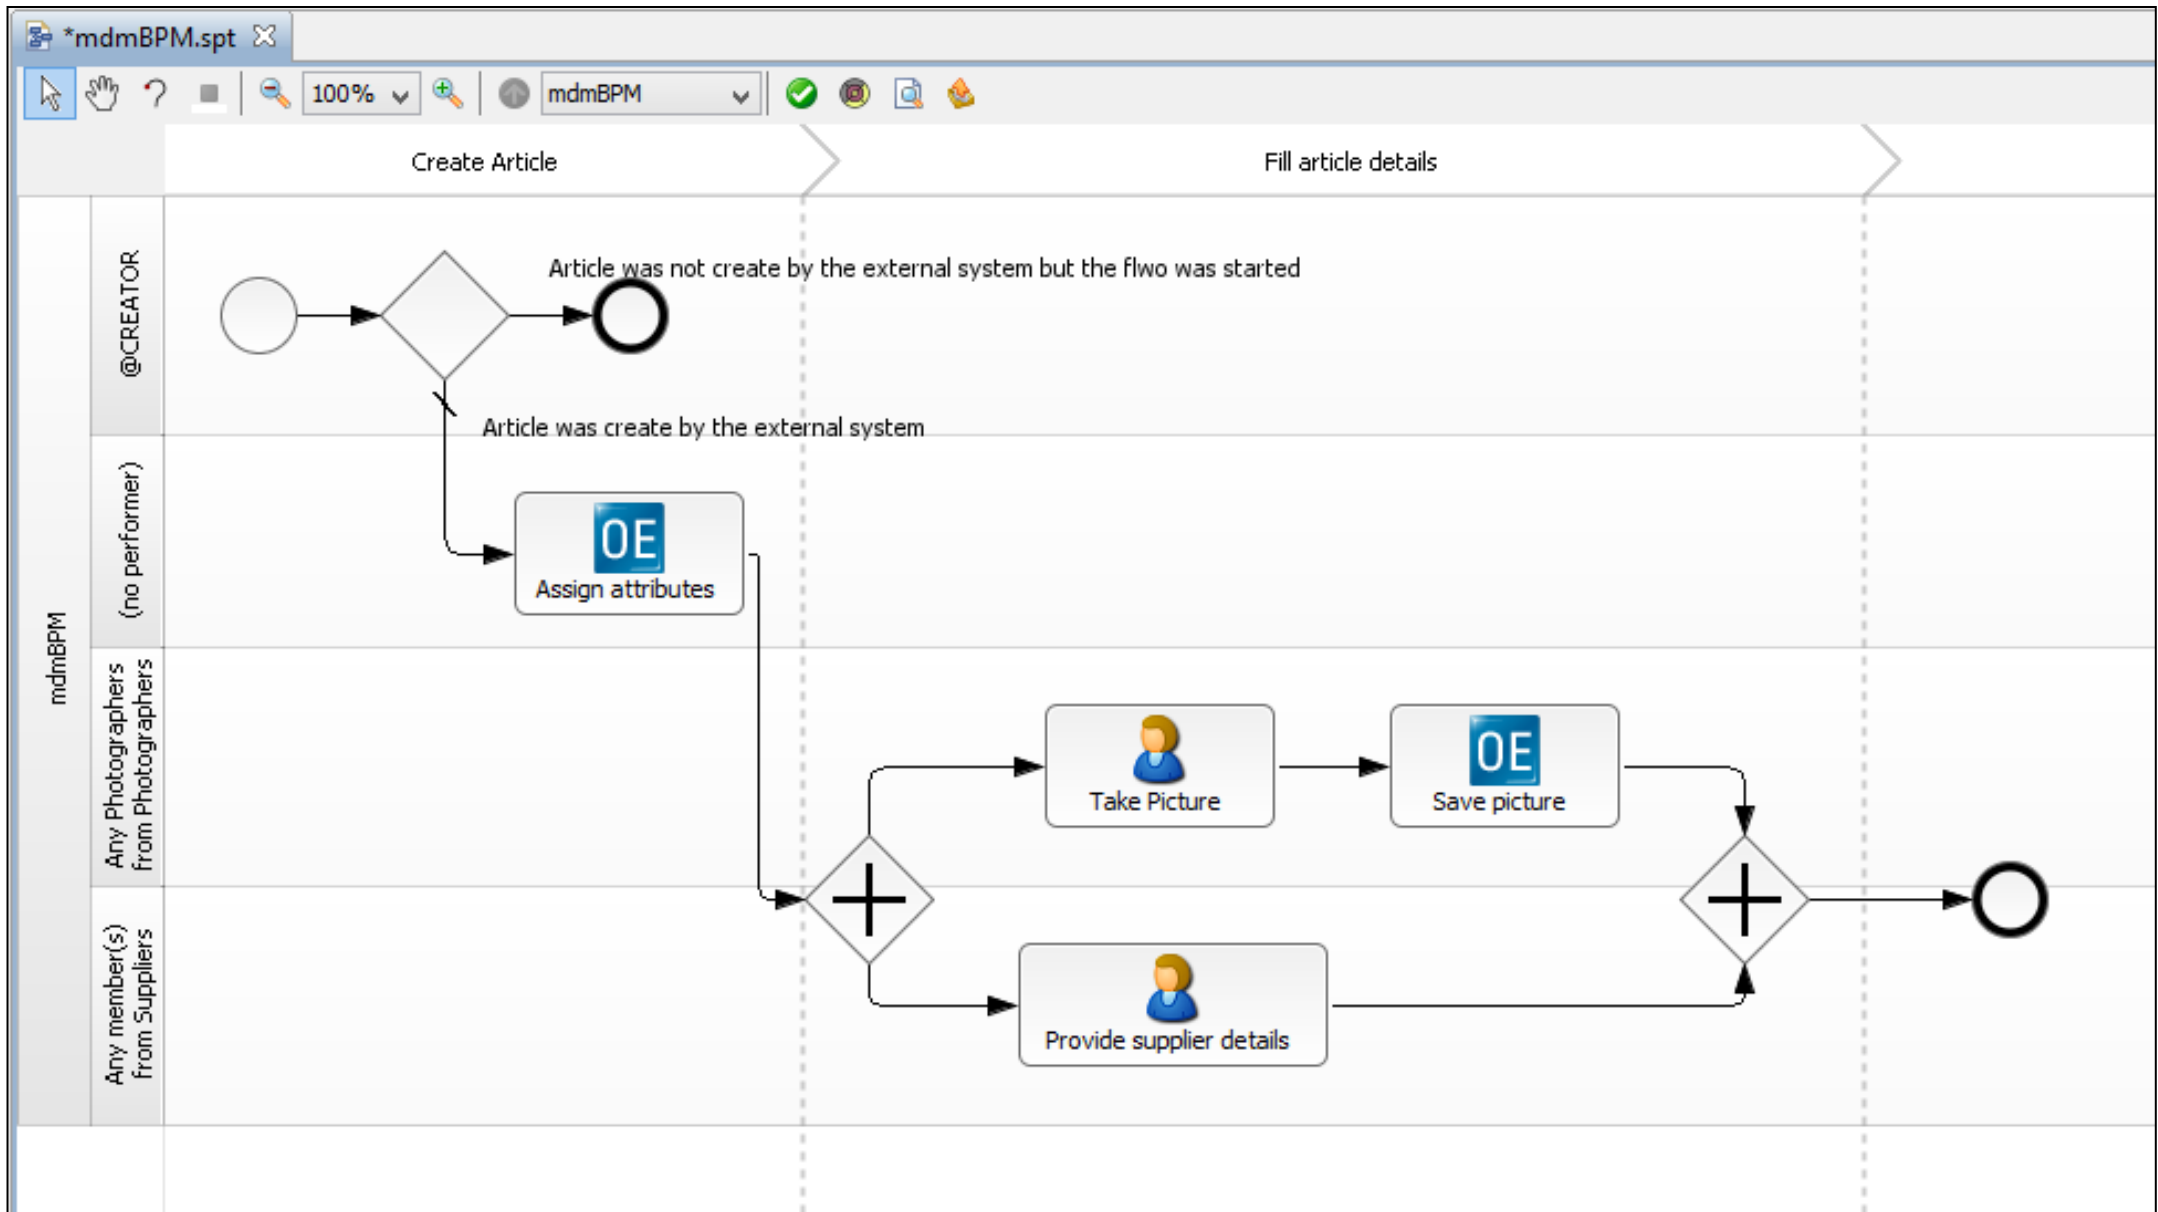 *mdmBPM.spt
100%
mdmBPM
Create Article
Fill article details
mdmBPM
@CREATOR
Article was not create by the external system but the flwo was started
Article was create by the external system
(no performer)
OE
Assign attributes
Any Photographers
from Photographers
Take Picture
OE
Save picture
Any member(s)
from Suppliers
Provide supplier details